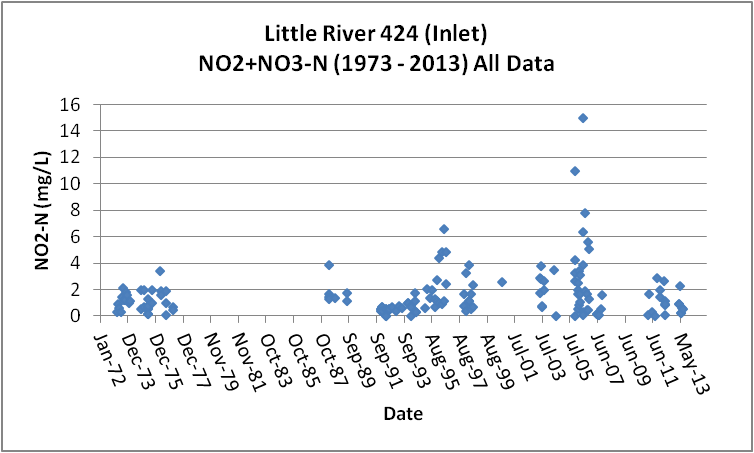 Little River 424 (Inlet)
NO2+NO3-N (1973 - 2013) All Data
NO2-N (mg/L)
16
14
12
10
8
6
4
2
0
Jan-72
Dec-73
Dec-75
Dec-77
Nov-79
Nov-81
Oct-83
Oct-85
Oct-87
Sep-89
Sep-91
Sep-93
Aug-95
Aug-97
Aug-99
Jul-01
Jul-03
Jul-05
Jun-07
Jun-09
Jun-11
May-13
Date